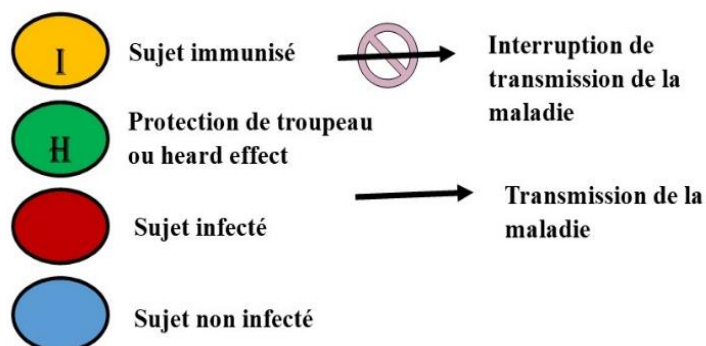 I
Sujet immunisé
Interruption de
transmission de la
maladie
H
Protection de troupeau
ou heard effect
Sujet infecté
Transmission de la
maladie
Sujet non infecté